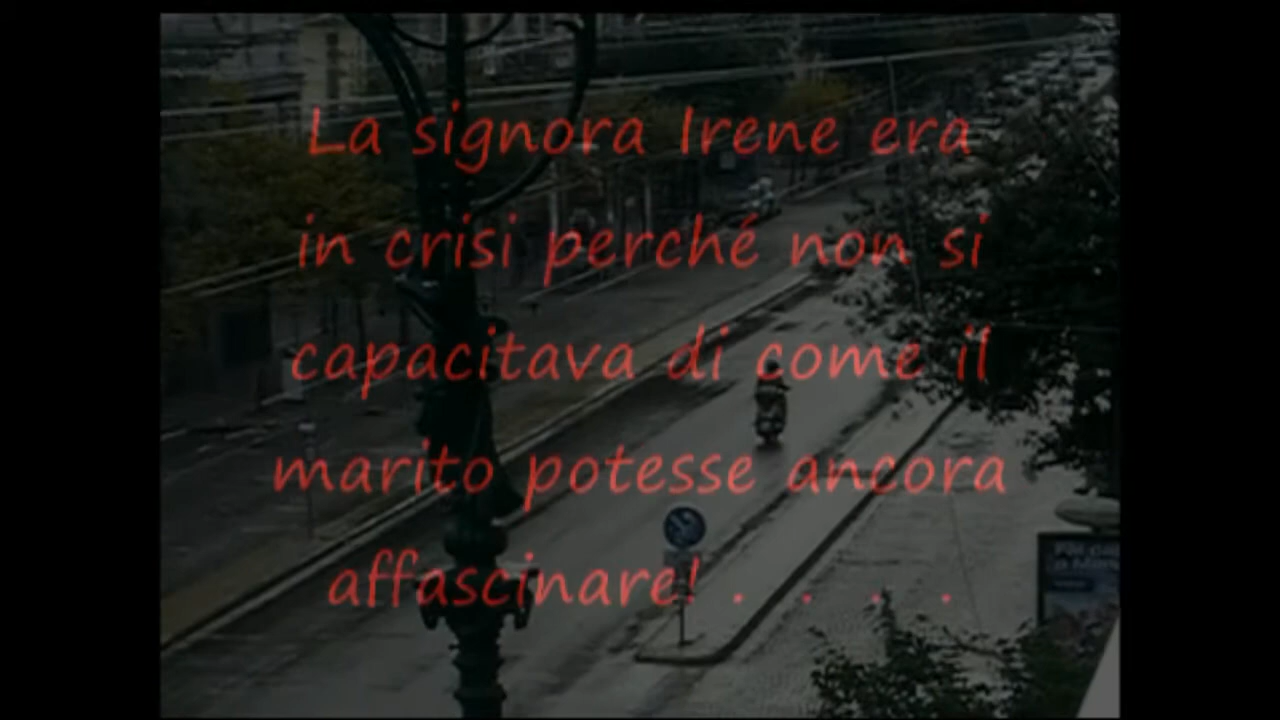 La signora Irene era
in crisi perché non si
capacitava di come il
marito potesse ancora
affascinare! . . . .